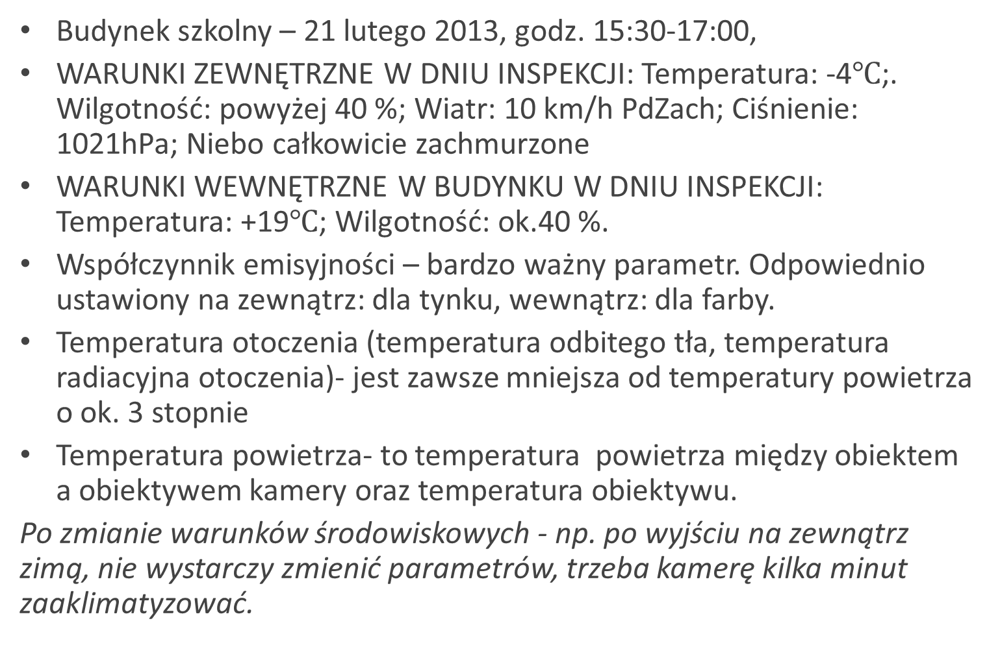 • Budynek szkolny – 21 lutego 2013, godz. 15:30-17:00,
• WARUNKI ZEWNĘTRZNE W DNIU INSPEKCJI: Temperatura: -4℃;.
Wilgotność: powyżej 40 %; Wiatr: 10 km/h PdZach; Ciśnienie:
1021hPa; Niebo całkowicie zachmurzone
• WARUNKI WEWNĘTRZNE W BUDYNKU W DNIU INSPEKCJI:
Temperatura: +19℃; Wilgotność: ok.40 %.
• Współczynnik emisyjności – bardzo ważny parametr. Odpowiednio
ustawiony na zewnątrz: dla tynku, wewnątrz: dla farby.
• Temperatura otoczenia (temperatura odbitego tła, temperatura
radiacyjna otoczenia)- jest zawsze mniejsza od temperatury powietrza
o ok. 3 stopnie
• Temperatura powietrza- to temperatura  powietrza między obiektem
a obiektywem kamery oraz temperatura obiektywu.
Po zmianie warunków środowiskowych - np. po wyjściu na zewnątrz
zimą, nie wystarczy zmienić parametrów, trzeba kamerę kilka minut
zaaklimatyzować.